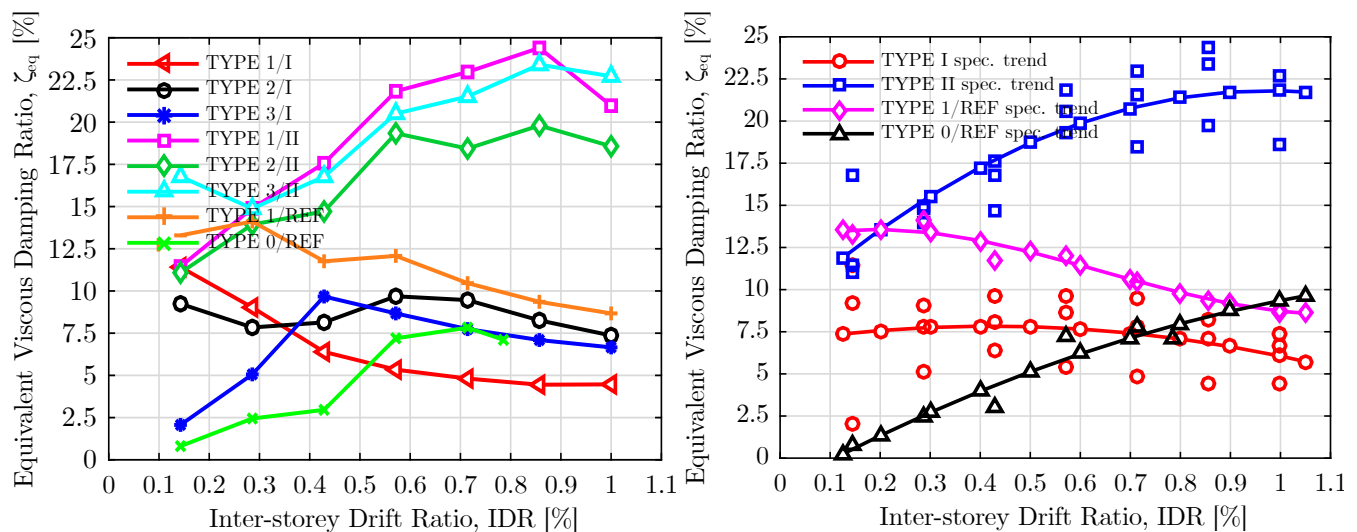 Equivalent Viscous Damping Ratio, ζeq [%]
25
22.5
20
17.5
15
12.5
10
7.5
5
2.5
0
TYPE 1/I
TYPE 2/I
TYPE 3/I
TYPE 1/II
TYPE 2/II
TYPE 3/II
TYPE 1/REF
TYPE 0/REF
0 0.1 0.2 0.3 0.4 0.5 0.6 0.7 0.8 0.9 1 1.1
Inter-storey Drift Ratio, IDR [%]
Equivalent Viscous Damping Ratio, ζeq [%]
25
22.5
20
17.5
15
12.5
10
7.5
5
2.5
0
TYPE I spec. trend
TYPE II spec. trend
TYPE 1/REF spec. trend
TYPE 0/REF spec. trend
0 0.1 0.2 0.3 0.4 0.5 0.6 0.7 0.8 0.9 1 1.1
Inter-storey Drift Ratio, IDR [%]